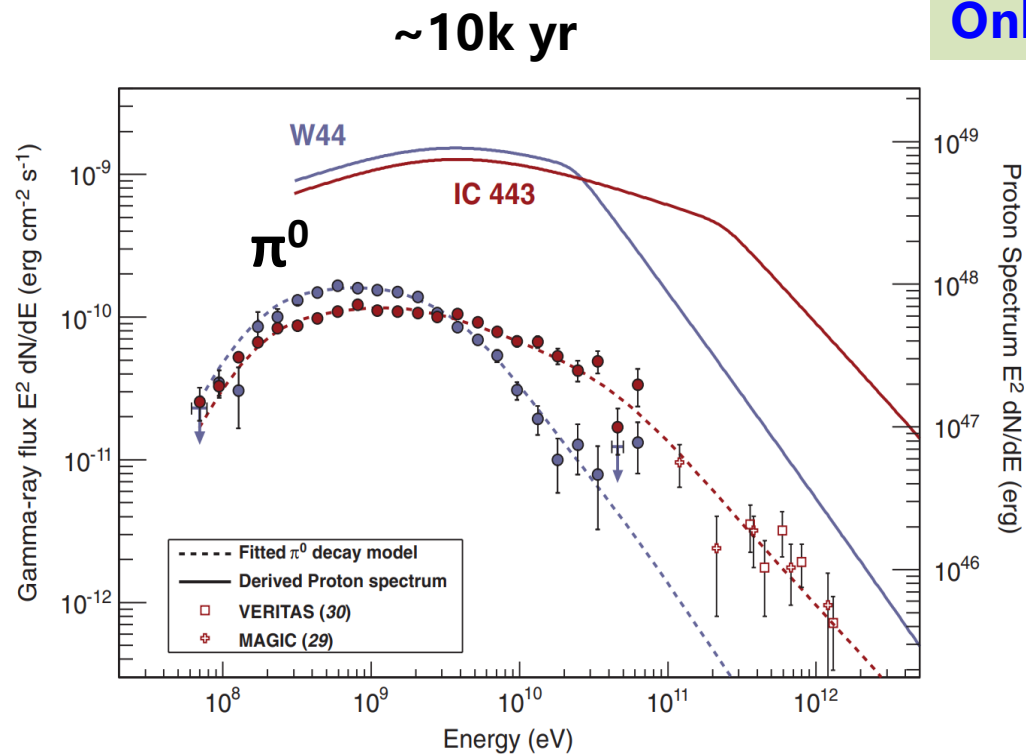 ~10k yr
Onl
W44
IC 443
π⁰
Gamma-ray flux E² dN/dE (erg cm⁻² s⁻¹)
10⁻⁹
10⁻¹⁰
10⁻¹¹
10⁻¹²
10⁴⁹
10⁴⁸
10⁴⁷
10⁴⁶
Proton Spectrum E² dN/dE (erg)
Fitted π⁰ decay model
Derived Proton spectrum
VERITAS (30)
MAGIC (29)
10⁸ 10⁹ 10¹⁰ 10¹¹ 10¹²
Energy (eV)